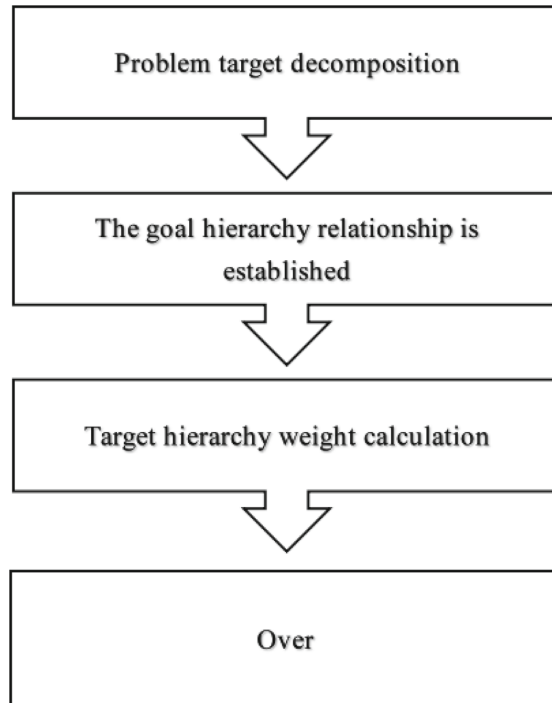 Problem target decomposition
The goal hierarchy relationship is
established
Target hierarchy weight calculation
Over